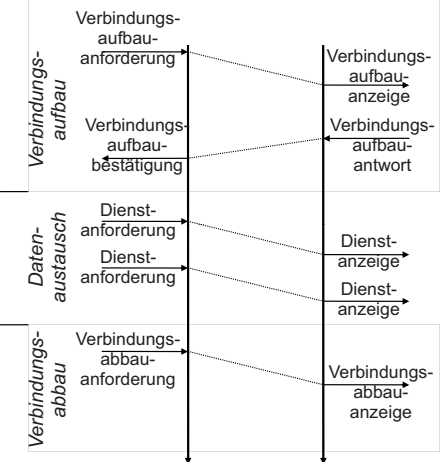 Verbindungs-
aufbau
Verbindungs-
aufbau-
anforderung
Verbindungs-
aufbau-
anzeige
Verbindungs-
aufbau-
antwort
Verbindungs-
aufbau-
bestätigung
Daten-
austausch
Dienst-
anforderung
Dienst-
anzeige
Dienst-
anforderung
Dienst-
anzeige
Verbindungs-
abbau
Verbindungs-
abbau-
anforderung
Verbindungs-
abbau-
anzeige